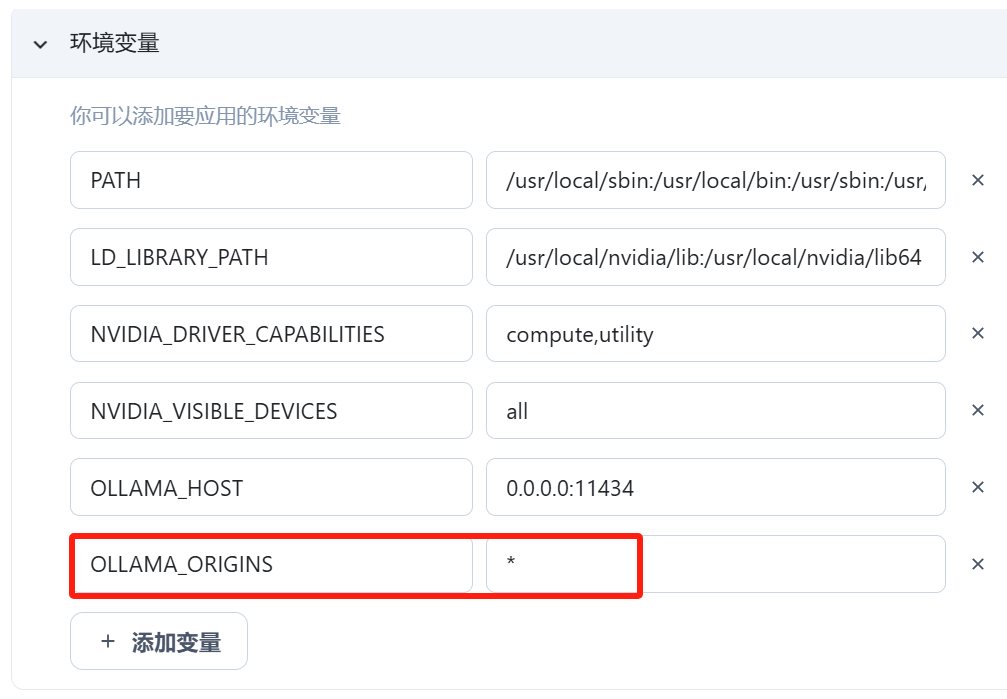 环境变量
你可以添加要应用的环境变量
PATH /usr/local/sbin:/usr/local/bin:/usr/sbin:/usr/
LD_LIBRARY_PATH /usr/local/nvidia/lib:/usr/local/nvidia/lib64
NVIDIA_DRIVER_CAPABILITIES compute,utility
NVIDIA_VISIBLE_DEVICES all
OLLAMA_HOST 0.0.0.0:11434
OLLAMA_ORIGINS *
+ 添加变量